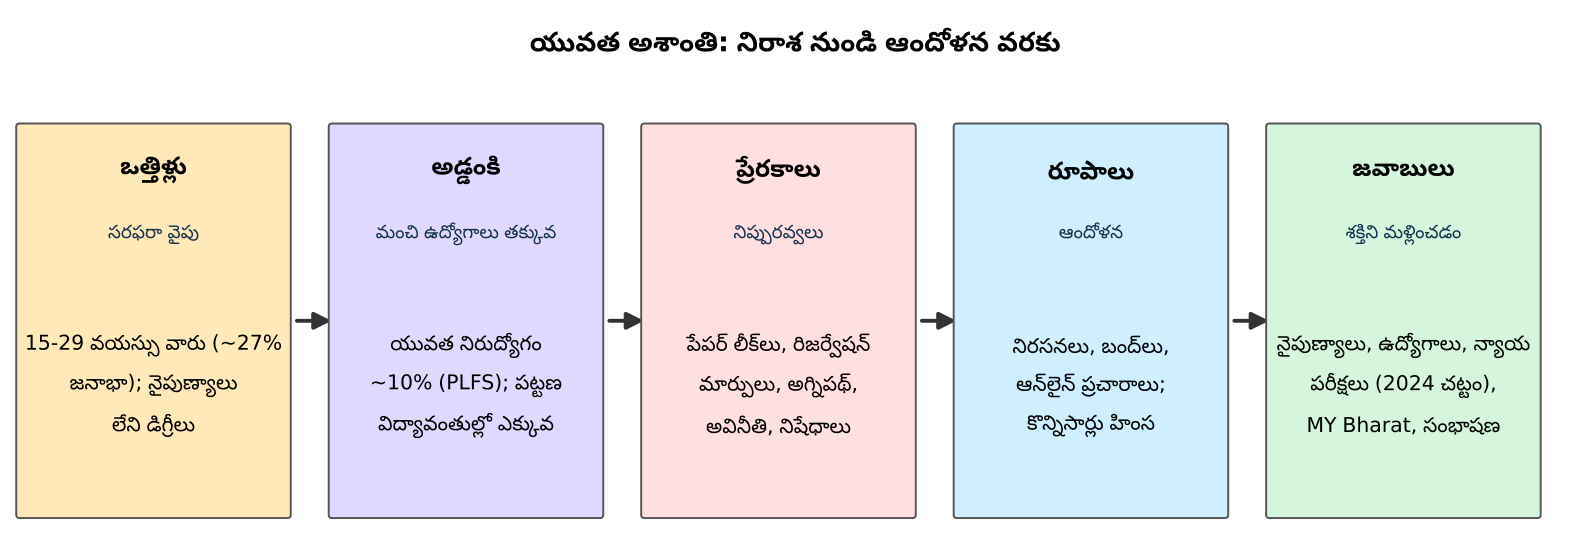 యువత అశాంతి: నిరాశ నుండి ఆందోళన వరకు
ఒత్తిళ్లు
సరఫరా వైపు
15-29 వయస్సు వారు (~27%
జనాభా); నైపుణ్యాలు
లేని డిగ్రీలు
అడ్డంకి
మంచి ఉద్యోగాలు తక్కువ
యువత నిరుద్యోగం
~10% (PLFS); పట్టణ
విద్యావంతుల్లో ఎక్కువ
ప్రేరకాలు
నిప్పురవ్వలు
పేపర్ లీక్‌లు, రిజర్వేషన్
మార్పులు, అగ్నిపథ్,
అవినీతి, నిషేధాలు
రూపాలు
ఆందోళన
నిరసనలు, బంద్‌లు,
ఆన్‌లైన్ ప్రచారాలు;
కొన్నిసార్లు హింస
జవాబులు
శక్తిని మళ్లించడం
నైపుణ్యాలు, ఉద్యోగాలు, న్యాయ
పరీక్షలు (2024 చట్టం),
MY Bharat, సంభాషణ